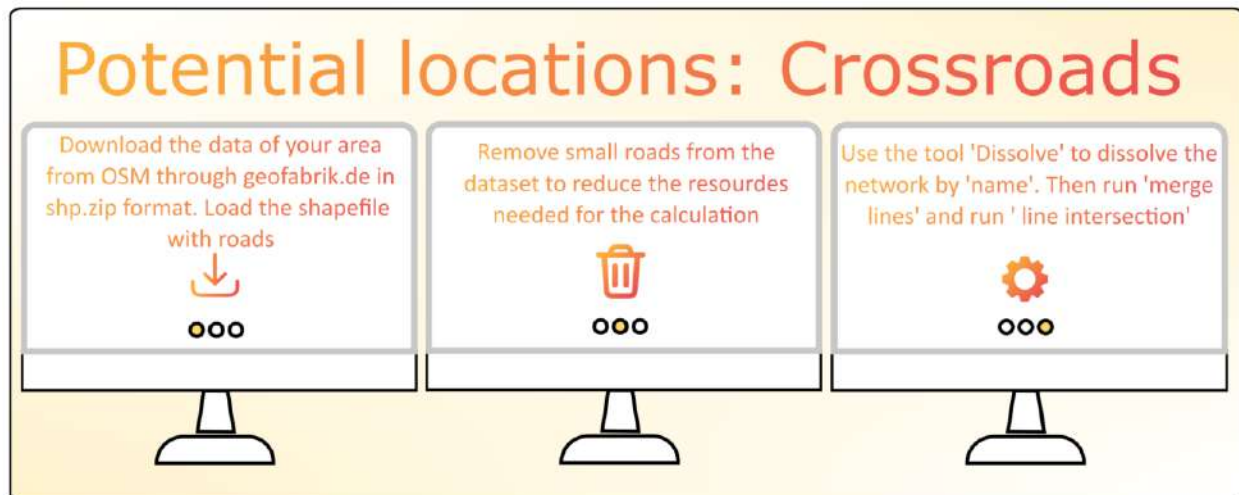 Potential locations: Crossroads
Download the data of your area
from OSM through geofabrik.de in
shp.zip format. Load the shapefile
with roads
Remove small roads from the
dataset to reduce the resourdes
needed for the calculation
Use the tool 'Dissolve' to dissolve the
network by 'name'. Then run 'merge
lines' and run ' line intersection'